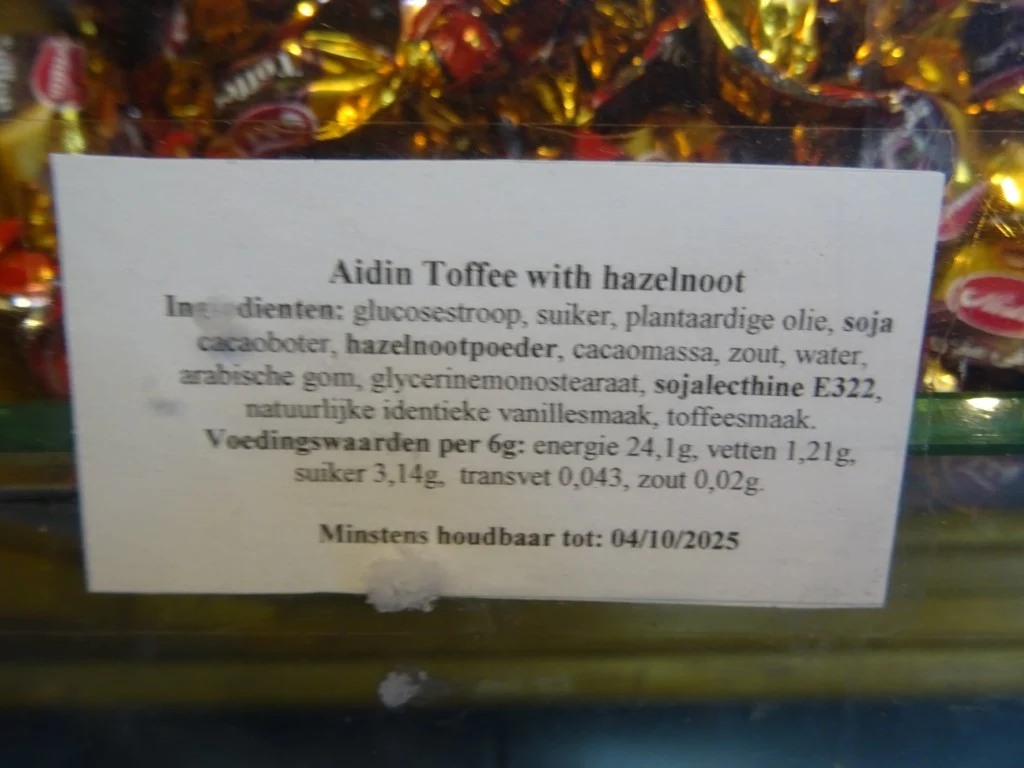 Toffee
Aidin Toffee with hazelnoot
Ingredienten: glucosestroop, suiker, plantaardige olie, soja
cacaoboter, hazelnootpoeder, cacaomassa, zout, water,
arabische gom, glycerinemonostearaat, sojalecthine E322,
natuurlijke identieke vanillesmaak, toffeesmaak.
Voedingswaarden per 6g: energie 24,1g, vetten 1,21g,
suiker 3,14g, transvet 0,043, zout 0,02g.
Minstens houdbaar tot: 04/10/2025